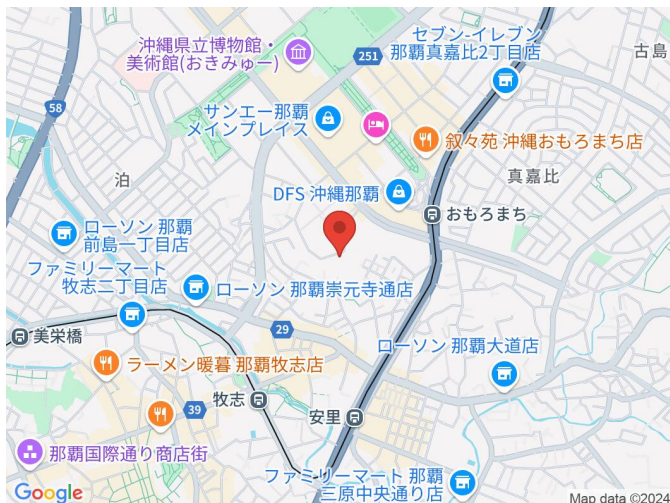 沖縄県立博物館・
美術館(おきみゅー)
251
セブン-イレブン
那覇真嘉比2丁目店
古島
58
サンエー那覇
メインプレイス
叙々苑 沖縄おもろまち店
泊
真嘉比
DFS 沖縄那覇
おもろまち
ローソン 那覇
前島一丁目店
ファミリーマート
牧志二丁目店
ローソン 那覇崇元寺通店
美栄橋
29
ローソン 那覇大道店
ラーメン暖暮 那覇牧志店
牧志
39
安里
那覇国際通り商店街
ファミリーマート 那覇
三原中央通り店
Google
Map data ©2024